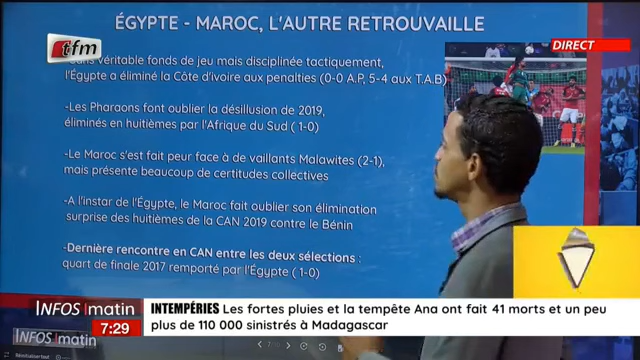 ÉGYPTE - MAROC, L'AUTRE RETROUVAILLE
tfm
DIRECT
véritable fonds de jeu mais disciplinée tactiquement,
l'Égypte a éliminé la Côte d'ivoire aux penalties (0-0 A.P, 5-4 aux T.A.B)
-Les Pharaons font oublier la désillusion de 2019,
éliminés en huitièmes par l'Afrique du Sud ( 1-0)
-Le Maroc s'est fait peur face à de vaillants Malawites (2-1),
mais présente beaucoup de certitudes collectives
-A l'instar de l'Égypte, le Maroc fait oublier son élimination
surprise des huitièmes de la CAN 2019 contre le Bénin
-Dernière rencontre en CAN entre les deux sélections :
quart de finale 2017 remporté par l'Égypte ( 1-0)
INFOS matin
7:29
INTEMPÉRIES Les fortes pluies et la tempête Ana ont fait 41 morts et un peu
plus de 110 000 sinistrés à Madagascar
INFOS matin